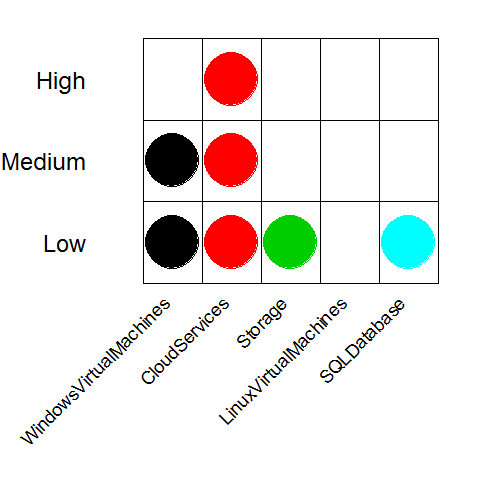 High
Medium
Low
WindowsVirtualMachines
CloudServices
Storage
LinuxVirtualMachines
SQLDatabase